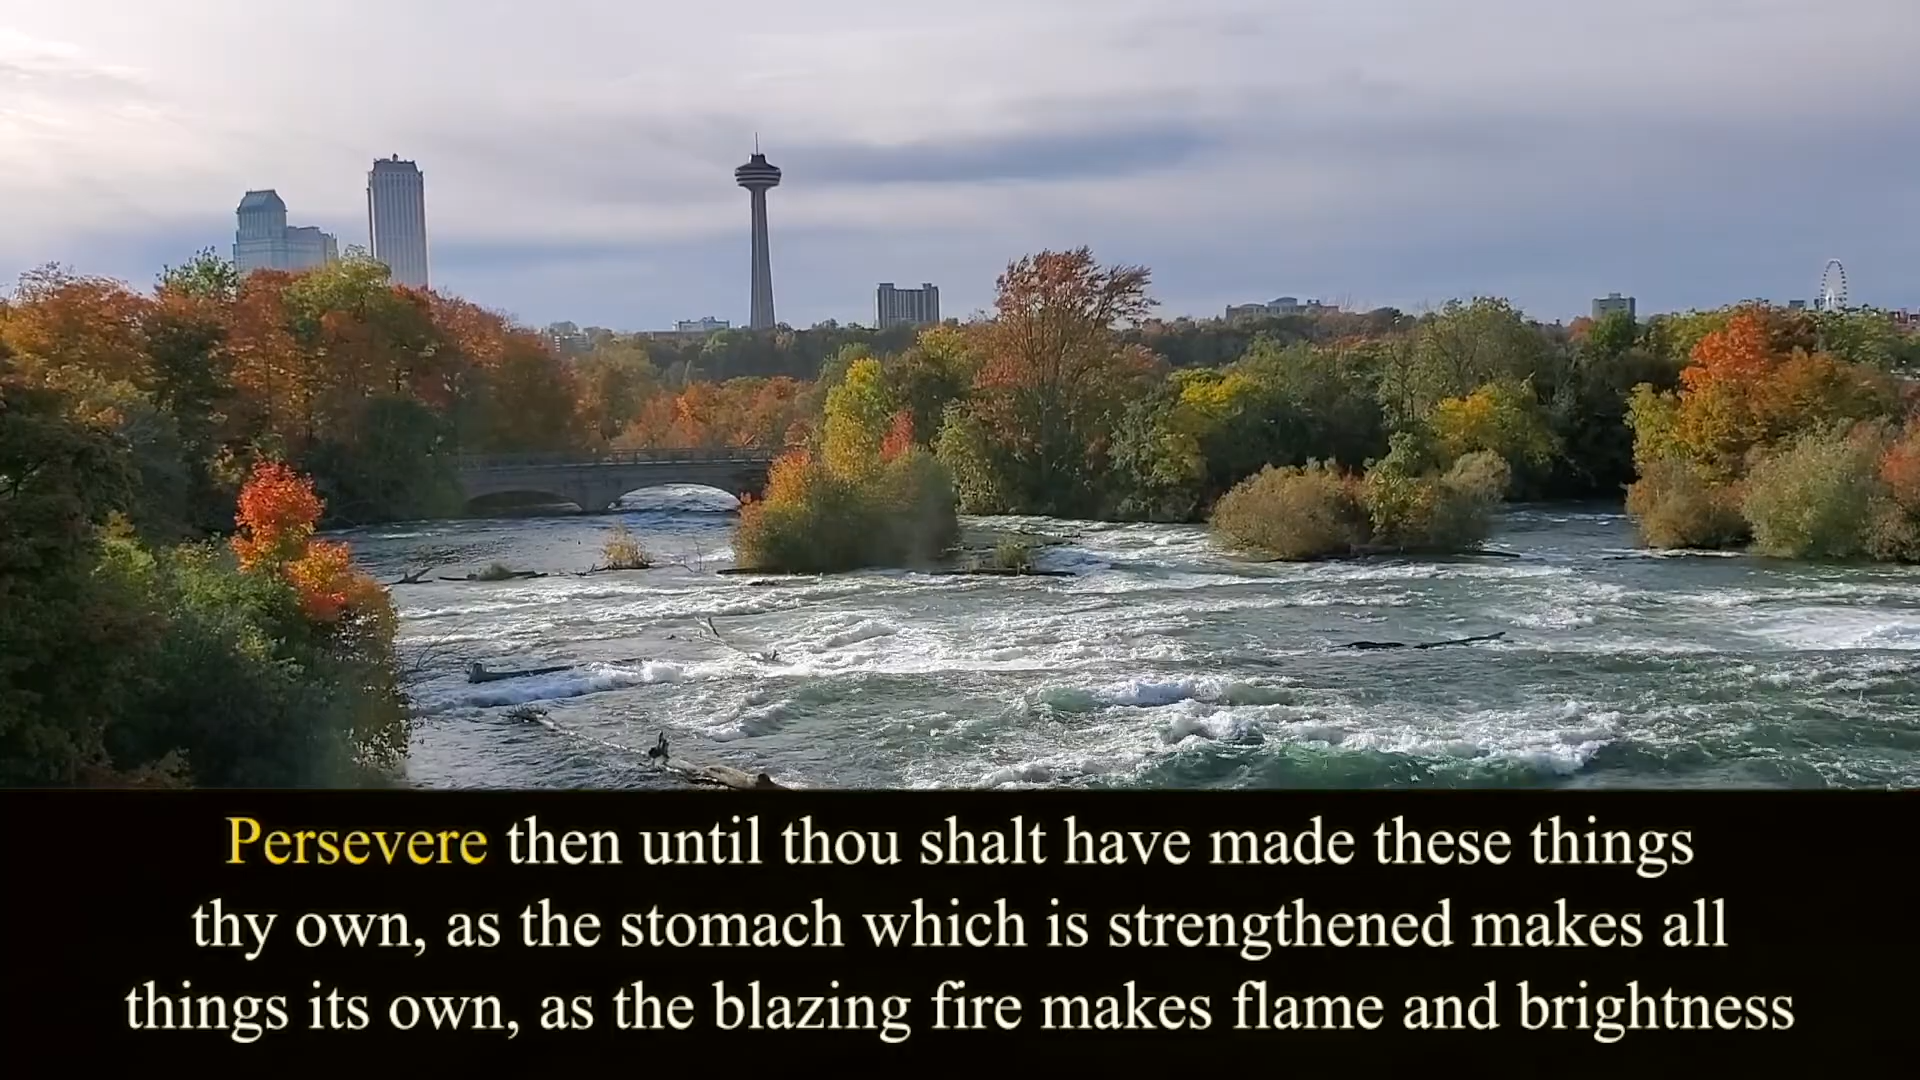 Persevere then until thou shalt have made these things
thy own, as the stomach which is strengthened makes all
things its own, as the blazing fire makes flame and brightness